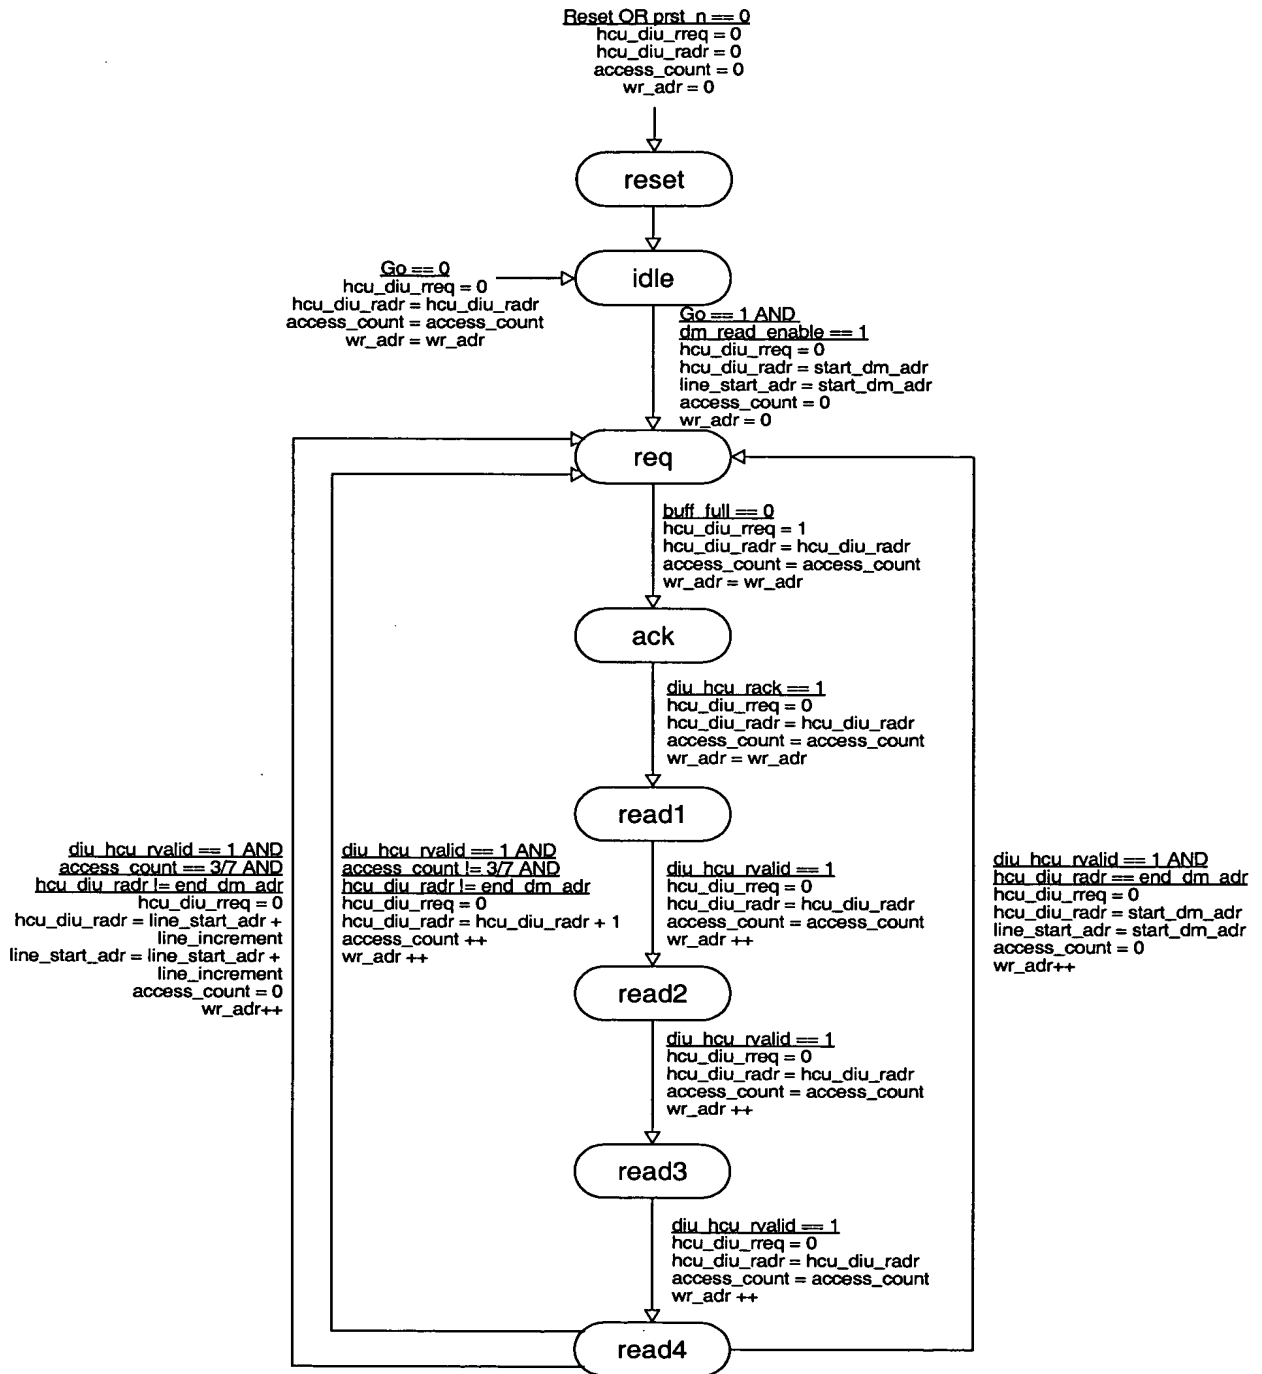 Reset OR prst_n == 0
hcu_diu_rreq = 0
hcu_diu_radr = 0
access_count = 0
wr_adr = 0
reset
idle
Go == 0
hcu_diu_rreq = 0
hcu_diu_radr = hcu_diu_radr
access_count = access_count
wr_adr = wr_adr
Go == 1 AND
dm_read_enable == 1
hcu_diu_rreq = 0
hcu_diu_radr = start_dm_adr
line_start_adr = start_dm_adr
access_count = 0
wr_adr = 0
req
buff_full == 0
hcu_diu_rreq = 1
hcu_diu_radr = hcu_diu_radr
access_count = access_count
wr_adr = wr_adr
ack
diu_hcu_rack == 1
hcu_diu_rreq = 0
hcu_diu_radr = hcu_diu_radr
access_count = access_count
wr_adr = wr_adr
read1
diu_hcu_rvalid == 1 AND
access_count == 3/7 AND
hcu_diu_radr != end_dm_adr
hcu_diu_rreq = 0
hcu_diu_radr = line_start_adr +
line_increment
line_start_adr = line_start_adr +
line_increment
access_count = 0
wr_adr++
diu_hcu_rvalid == 1 AND
access_count != 3/7 AND
hcu_diu_radr != end_dm_adr
hcu_diu_rreq = 0
hcu_diu_radr = hcu_diu_radr + 1
access_count ++
wr_adr ++
diu_hcu_rvalid == 1
hcu_diu_rreq = 0
hcu_diu_radr = hcu_diu_radr
access_count = access_count
wr_adr ++
diu_hcu_rvalid == 1 AND
hcu_diu_radr == end_dm_adr
hcu_diu_rreq = 0
hcu_diu_radr = start_dm_adr
line_start_adr = start_dm_adr
access_count = 0
wr_adr++
read2
diu_hcu_rvalid == 1
hcu_diu_rreq = 0
hcu_diu_radr = hcu_diu_radr
access_count = access_count
wr_adr ++
read3
diu_hcu_rvalid == 1
hcu_diu_rreq = 0
hcu_diu_radr = hcu_diu_radr
access_count = access_count
wr_adr ++
read4